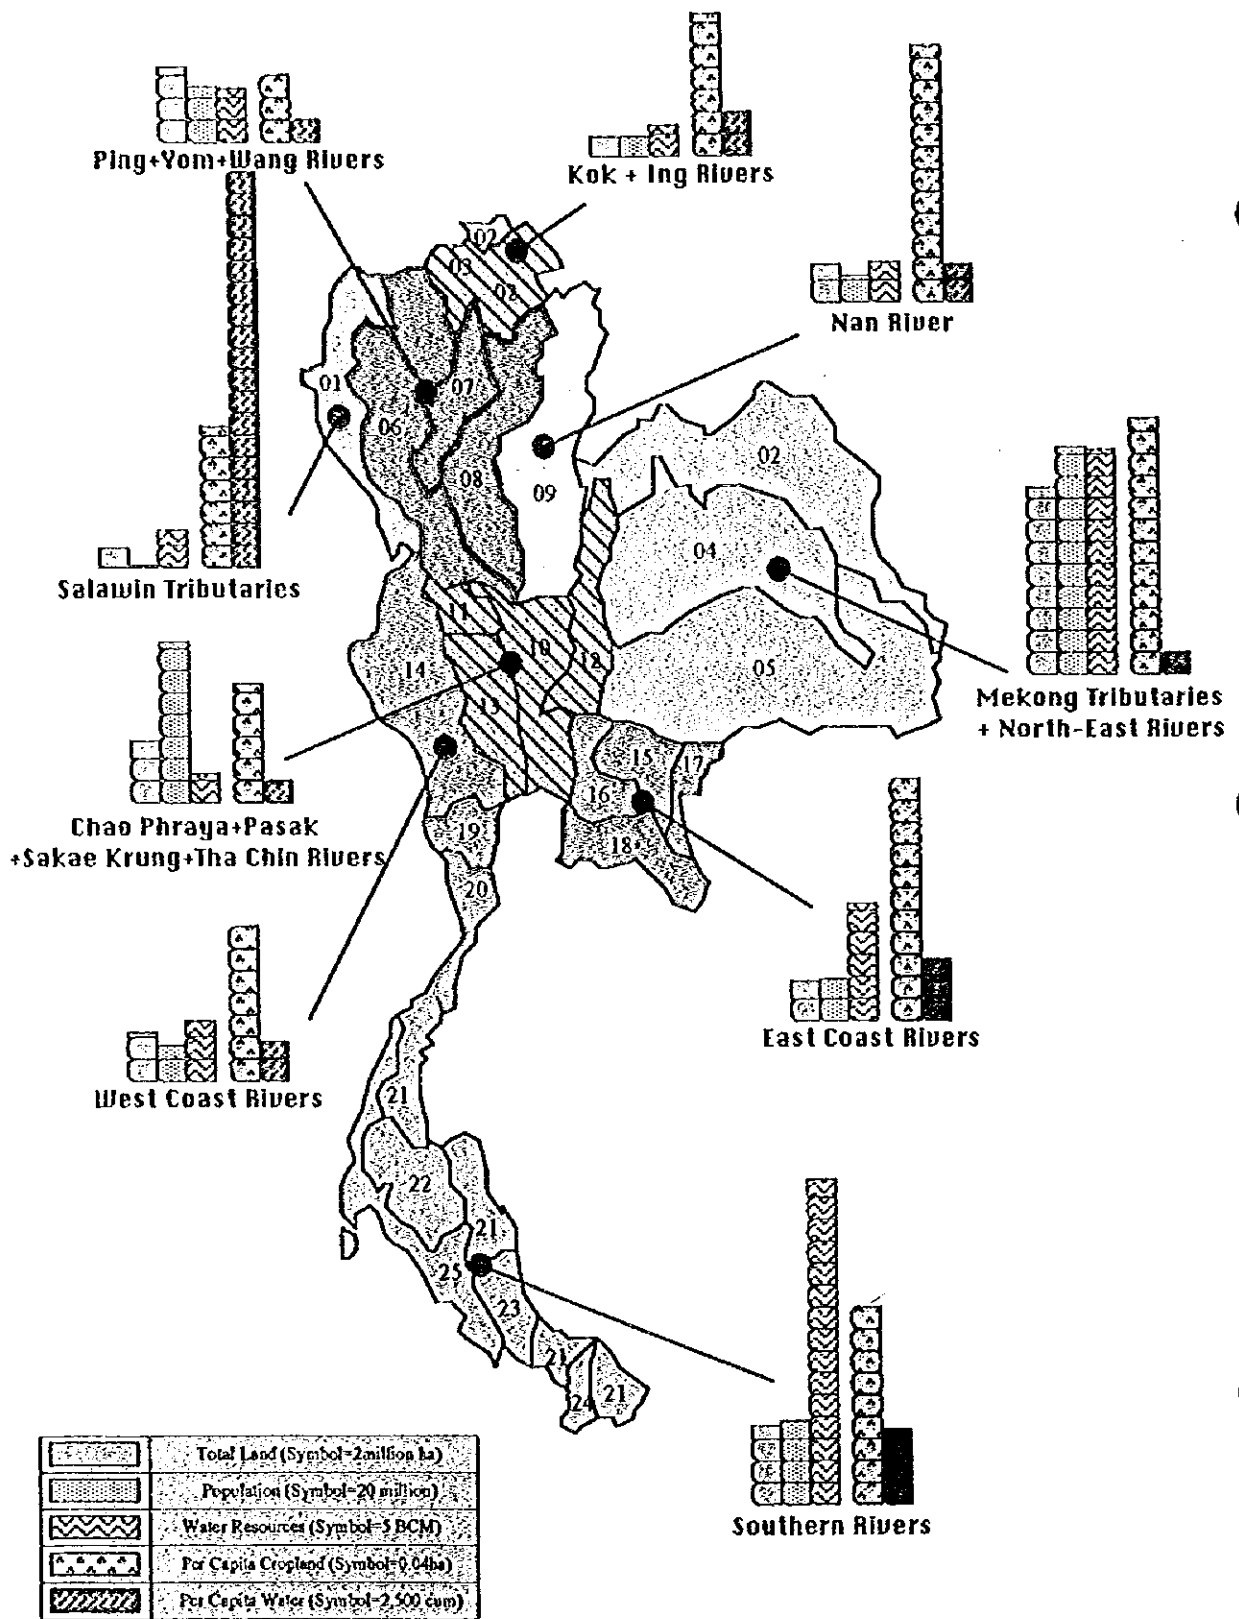 Ping+Yom+Wang Rivers
Kok + Ing Rivers
Nan River
Salawin Tributaries
Mekong Tributaries
+ North-East Rivers
Chao Phraya+Pasak
+Sakae Krung+Tha Chin Rivers
East Coast Rivers
West Coast Rivers
Southern Rivers
02
03
02
01
07
06
08
09
02
04
11
10
12
14
13
05
15
17
16
18
19
20
21
22
21
25
23
21
24
21
Total Land (Symbol=2million ha)
Population (Symbol=20 million)
Water Resources (Symbol=5 BCM)
Per Capita Cropland (Symbol=0.04ha)
Per Capita Water (Symbol=2,500 cum)